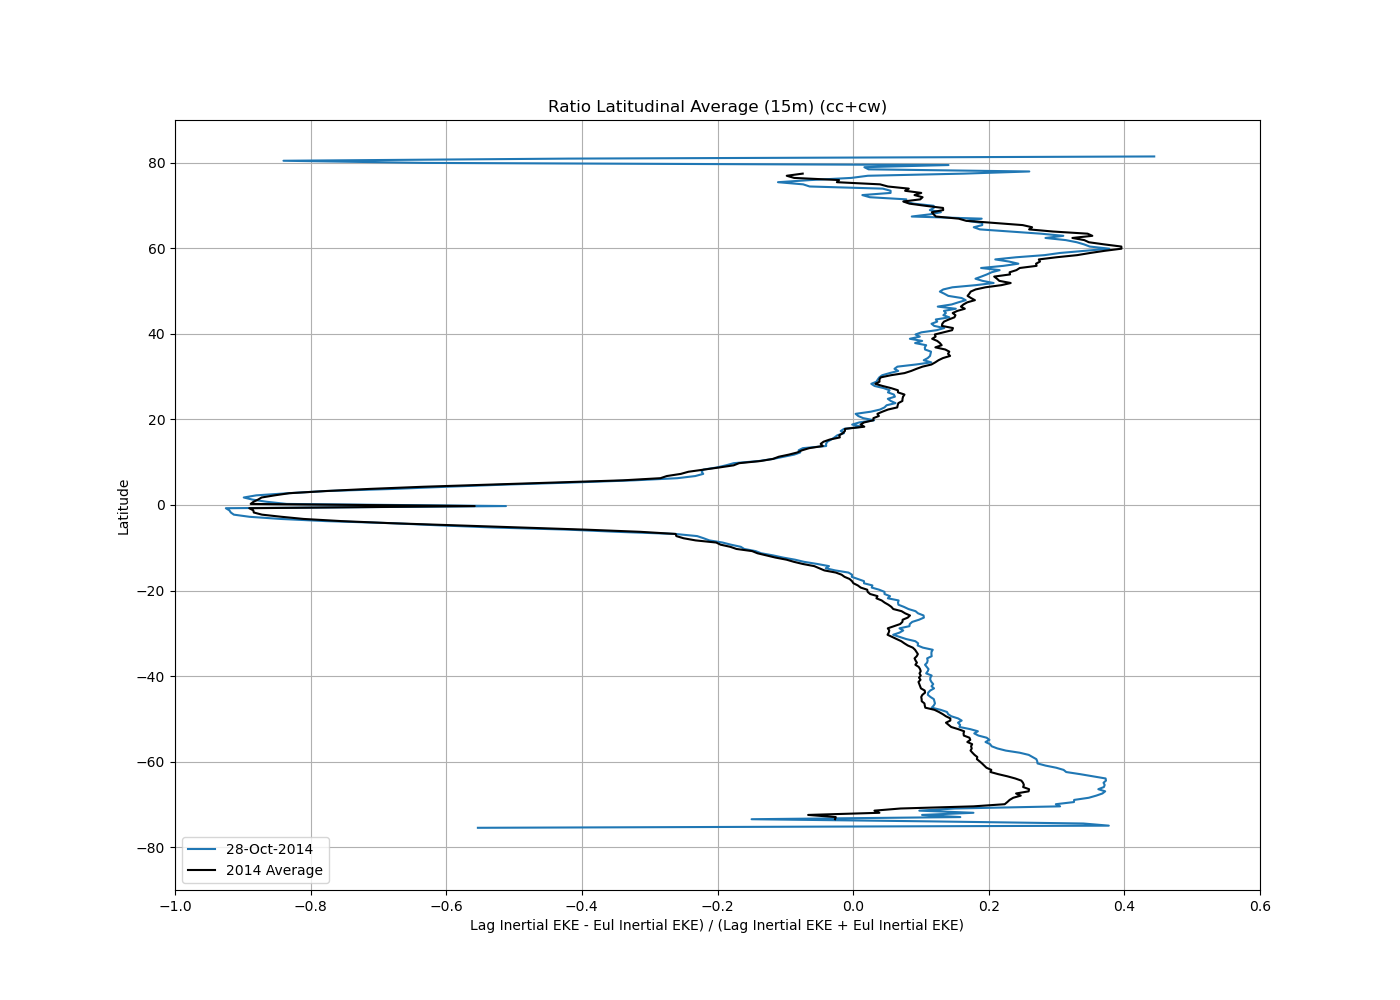 Ratio Latitudinal Average (15m) (cc+cw)
80
60
40
20
0
−20
−40
−60
−80
Latitude
28-Oct-2014
2014 Average
−1.0 −0.8 −0.6 −0.4 −0.2 0.0 0.2 0.4 0.6
Lag Inertial EKE - Eul Inertial EKE) / (Lag Inertial EKE + Eul Inertial EKE)